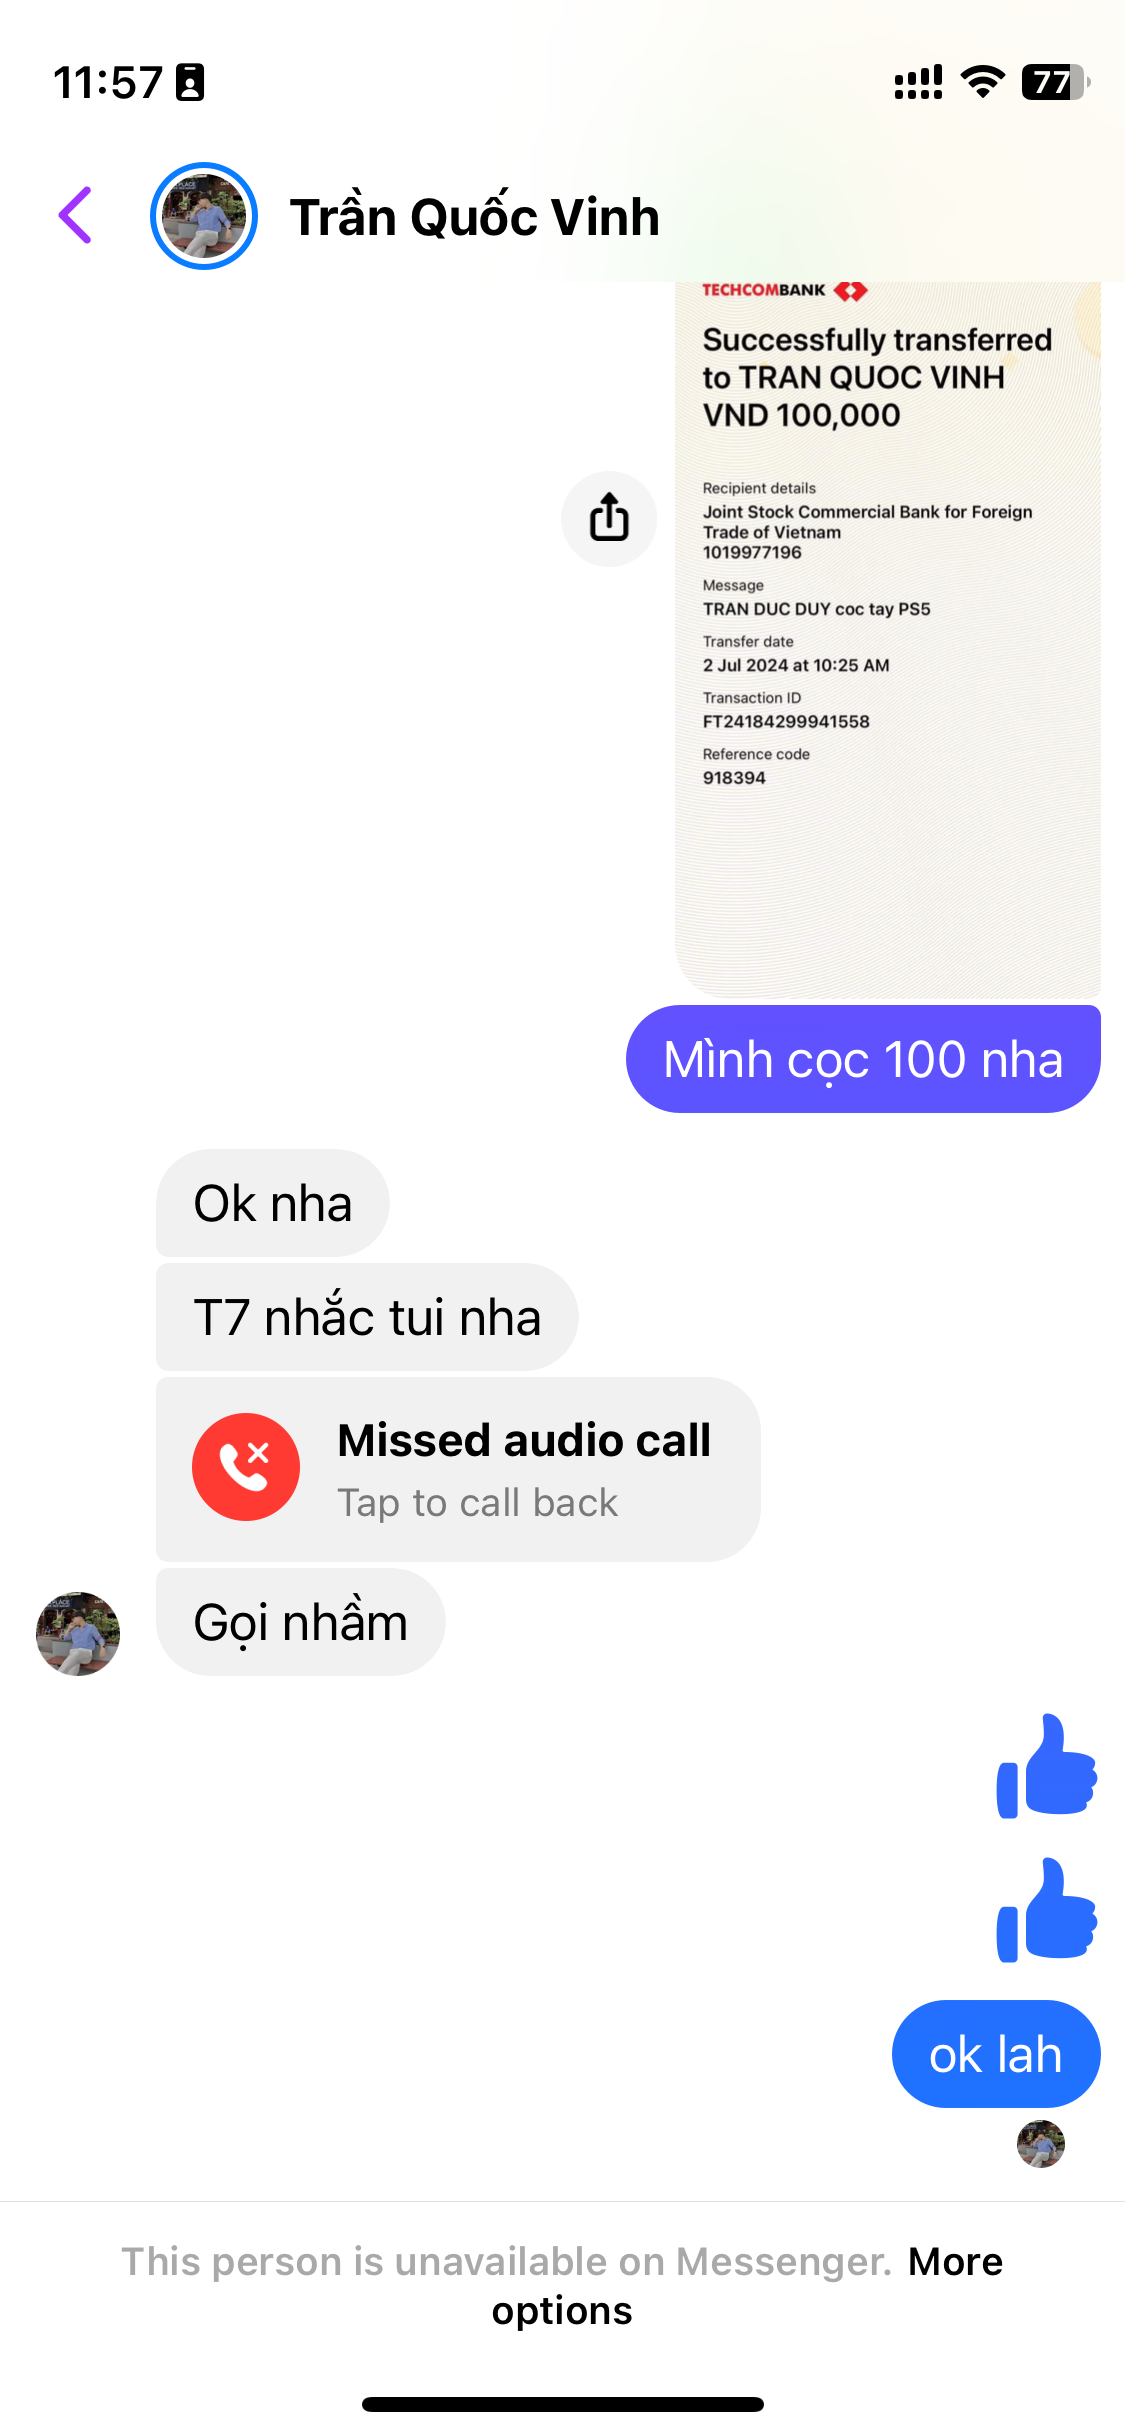 11:57
77
Trần Quốc Vinh
TECHCOMBANK
Successfully transferred
to TRAN QUOC VINH
VND 100,000
Recipient details
Joint Stock Commercial Bank for Foreign
Trade of Vietnam
1019977196
Message
TRAN DUC DUY coc tay PS5
Transfer date
2 Jul 2024 at 10:25 AM
Transaction ID
FT24184299941558
Reference code
918394
Mình cọc 100 nha
Ok nha
T7 nhắc tui nha
Missed audio call
Tap to call back
Gọi nhầm
ok lah
This person is unavailable on Messenger. More
options